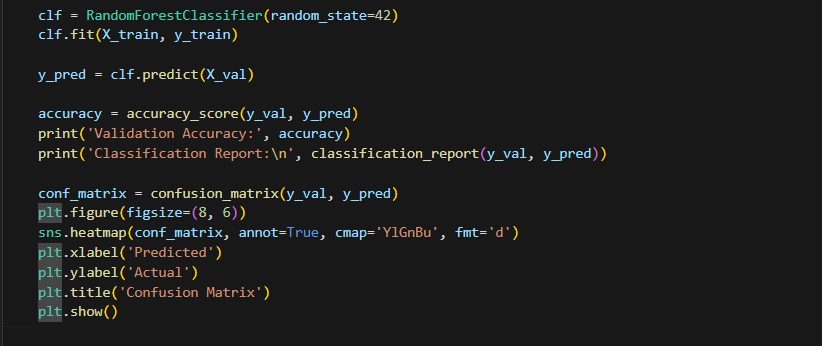 clf = RandomForestClassifier(random_state=42)
clf.fit(X_train, y_train)
y_pred = clf.predict(X_val)
accuracy = accuracy_score(y_val, y_pred)
print('Validation Accuracy:', accuracy)
print('Classification Report:\n', classification_report(y_val, y_pred))
conf_matrix = confusion_matrix(y_val, y_pred)
plt.figure(figsize=(8, 6))
sns.heatmap(conf_matrix, annot=True, cmap='YlGnBu', fmt='d')
plt.xlabel('Predicted')
plt.ylabel('Actual')
plt.title('Confusion Matrix')
plt.show()